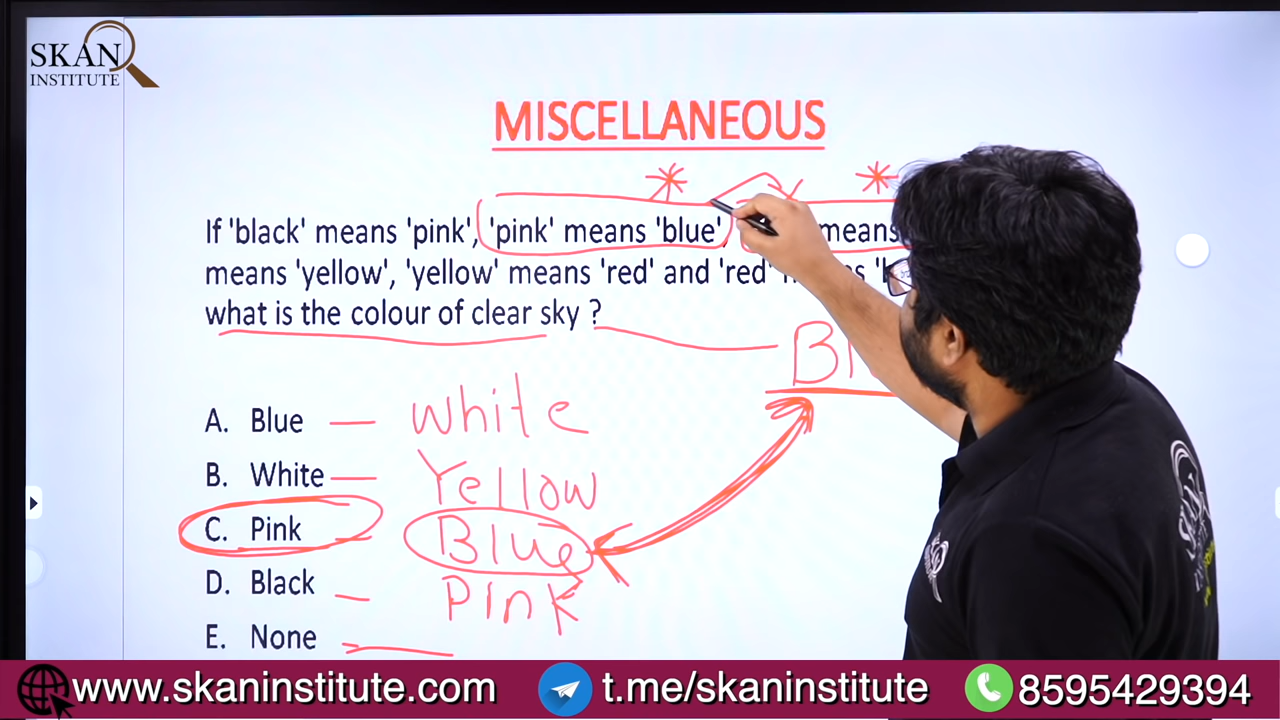 SKAN
INSTITUTE
MISCELLANEOUS
If 'black' means 'pink', 'pink' means 'blue', means
means 'yellow', 'yellow' means 'red' and 'red'
what is the colour of clear sky ?
A. Blue — White
B. White — Yellow
C. Pink — Blue
D. Black — Pink
E. None —
www.skaninstitute.com t.me/skaninstitute 8595429394